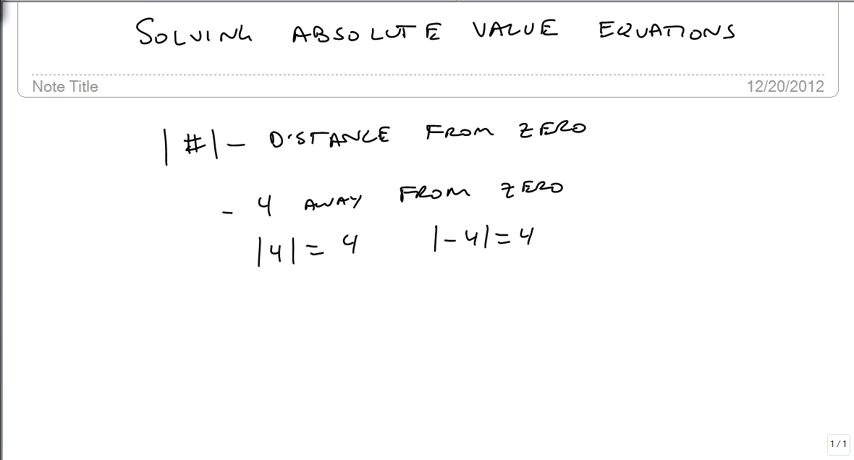 SOLVING ABSOLUTE VALUE EQUATIONS
Note Title 12/20/2012
|#| – DISTANCE FROM ZERO
– 4 AWAY FROM ZERO
|4| = 4 |-4| = 4
1 / 1